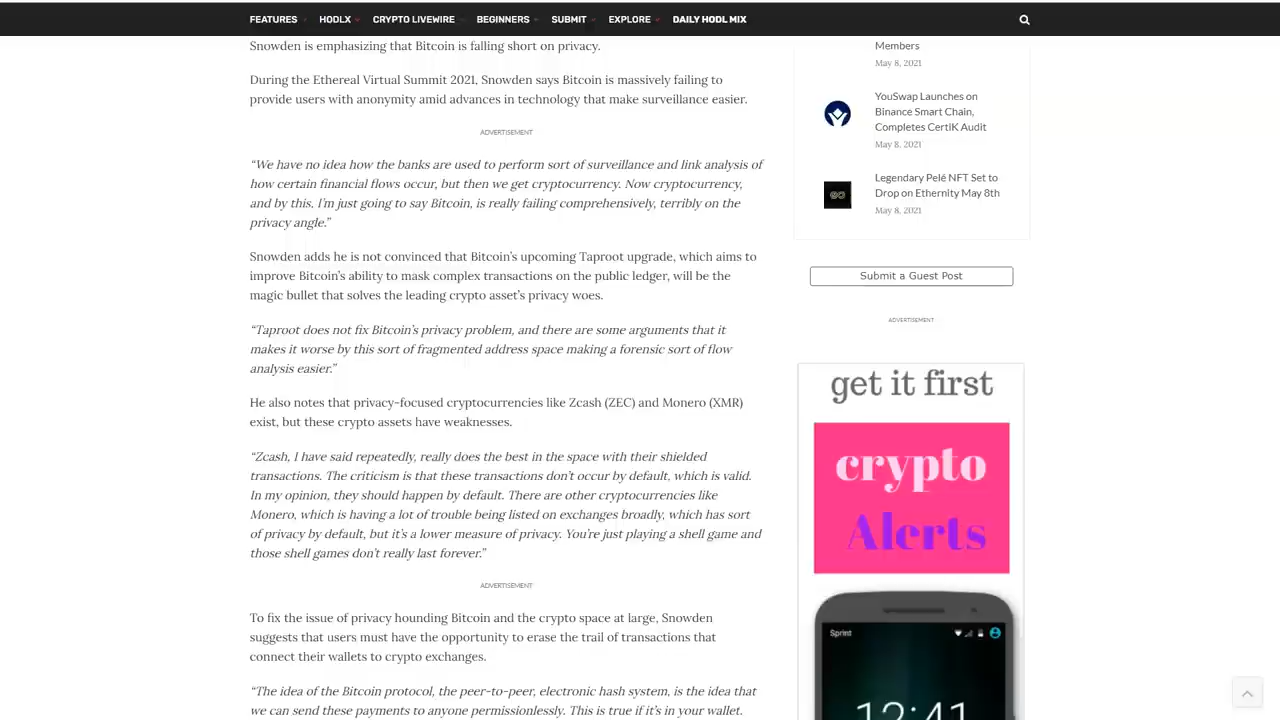 FEATURES
HODLX
CRYPTO LIVEWIRE
BEGINNERS
SUBMIT
EXPLORE
DAILY HODL MIX
Snowden is emphasizing that Bitcoin is falling short on privacy.
During the Ethereal Virtual Summit 2021, Snowden says Bitcoin is massively failing to
provide users with anonymity amid advances in technology that make surveillance easier.
ADVERTISEMENT
“We have no idea how the banks are used to perform sort of surveillance and link analysis of
how certain financial flows occur, but then we get cryptocurrency. Now cryptocurrency,
and by this. I’m just going to say Bitcoin, is really failing comprehensively, terribly on the
privacy angle.”
Snowden adds he is not convinced that Bitcoin’s upcoming Taproot upgrade, which aims to
improve Bitcoin’s ability to mask complex transactions on the public ledger, will be the
magic bullet that solves the leading crypto asset’s privacy woes.
“Taproot does not fix Bitcoin’s privacy problem, and there are some arguments that it
makes it worse by this sort of fragmented address space making a forensic sort of flow
analysis easier.”
He also notes that privacy-focused cryptocurrencies like Zcash (ZEC) and Monero (XMR)
exist, but these crypto assets have weaknesses.
“Zcash, I have said repeatedly, really does the best in the space with their shielded
transactions. The criticism is that these transactions don’t occur by default, which is valid.
In my opinion, they should happen by default. There are other cryptocurrencies like
Monero, which is having a lot of trouble being listed on exchanges broadly, which has sort
of privacy by default, but it’s a lower measure of privacy. You’re just playing a shell game and
those shell games don’t really last forever.”
ADVERTISEMENT
To fix the issue of privacy hounding Bitcoin and the crypto space at large, Snowden
suggests that users must have the opportunity to erase the trail of transactions that
connect their wallets to crypto exchanges.
“The idea of the Bitcoin protocol, the peer-to-peer, electronic hash system, is the idea that
we can send these payments to anyone permissionlessly. This is true if it’s in your wallet.
Members
May 8, 2021
YouSwap Launches on
Binance Smart Chain,
Completes CertiK Audit
May 8, 2021
Legendary Pelé NFT Set to
Drop on Ethernity May 8th
May 8, 2021
Submit a Guest Post
ADVERTISEMENT
get it first
crypto
Alerts
Sprint
12:41